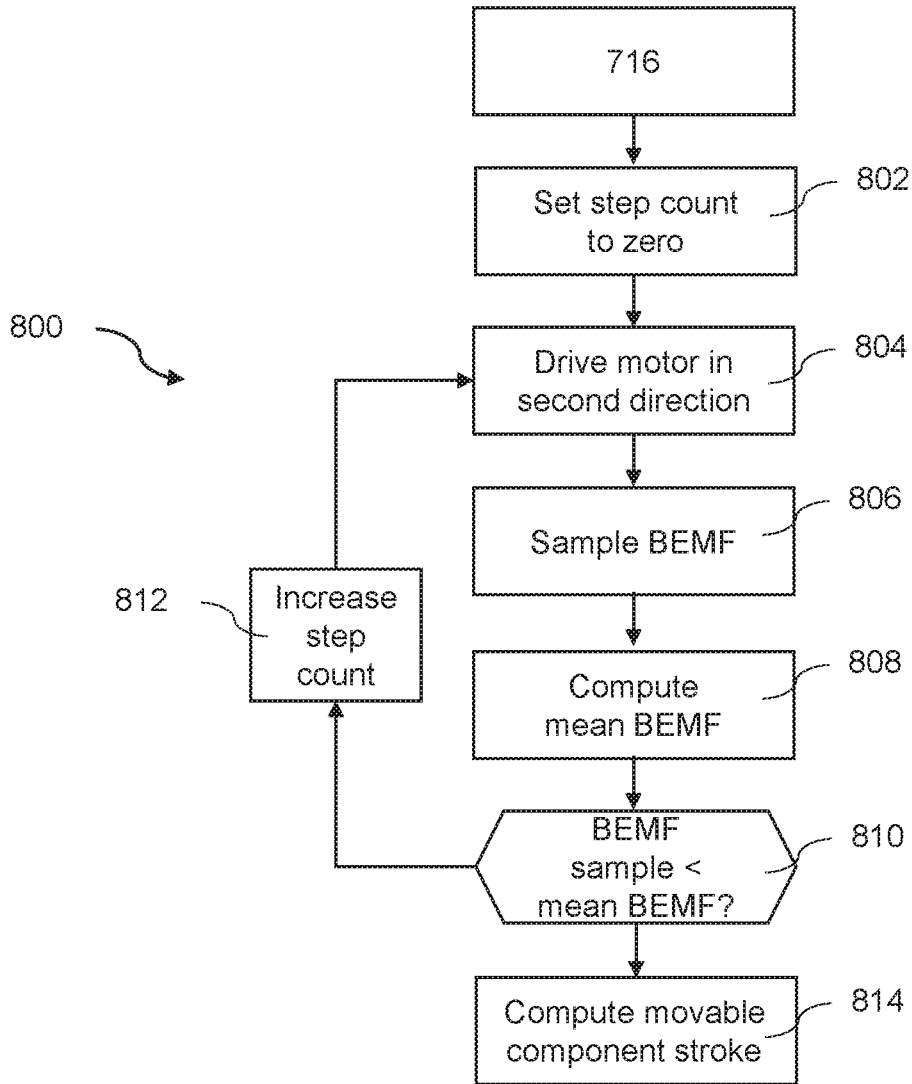 716
802
Set step count
to zero
800
804
Drive motor in
second direction
806
Sample BEMF
812
Increase
step
count
808
Compute
mean BEMF
810
BEMF
sample <
mean BEMF?
814
Compute movable
component stroke